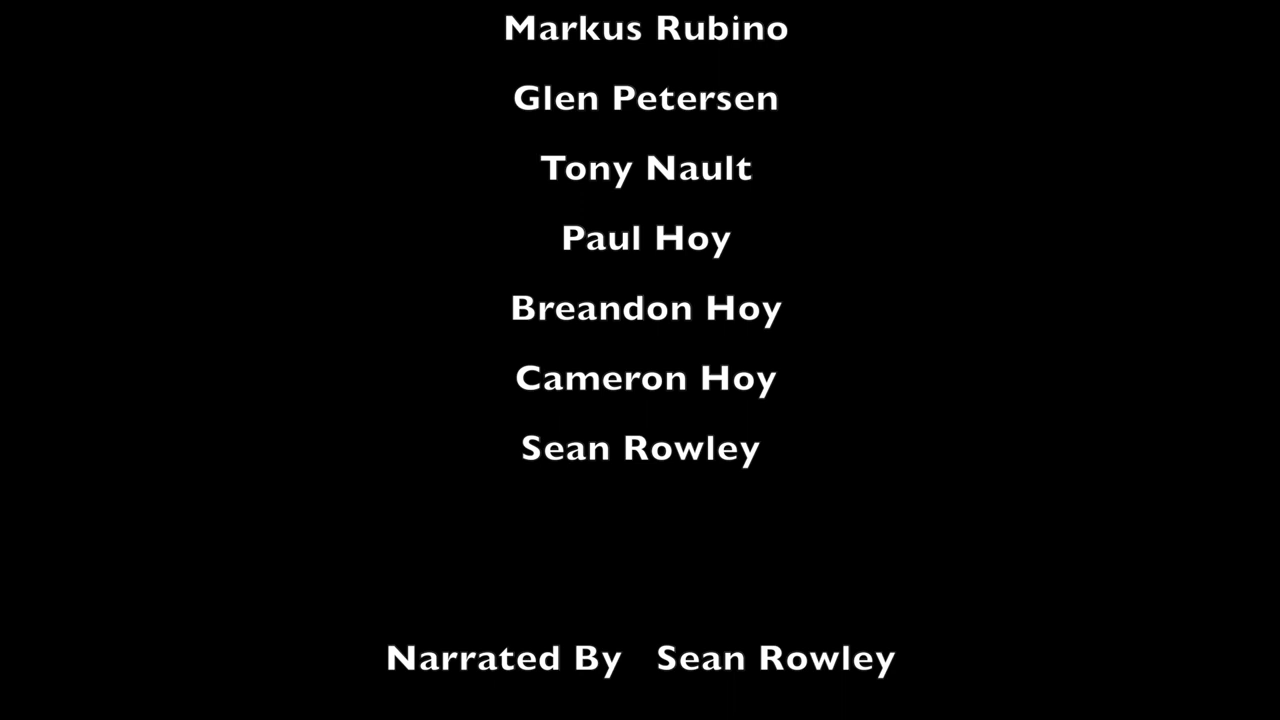 Markus Rubino
Glen Petersen
Tony Nault
Paul Hoy
Breandon Hoy
Cameron Hoy
Sean Rowley
Narrated By Sean Rowley